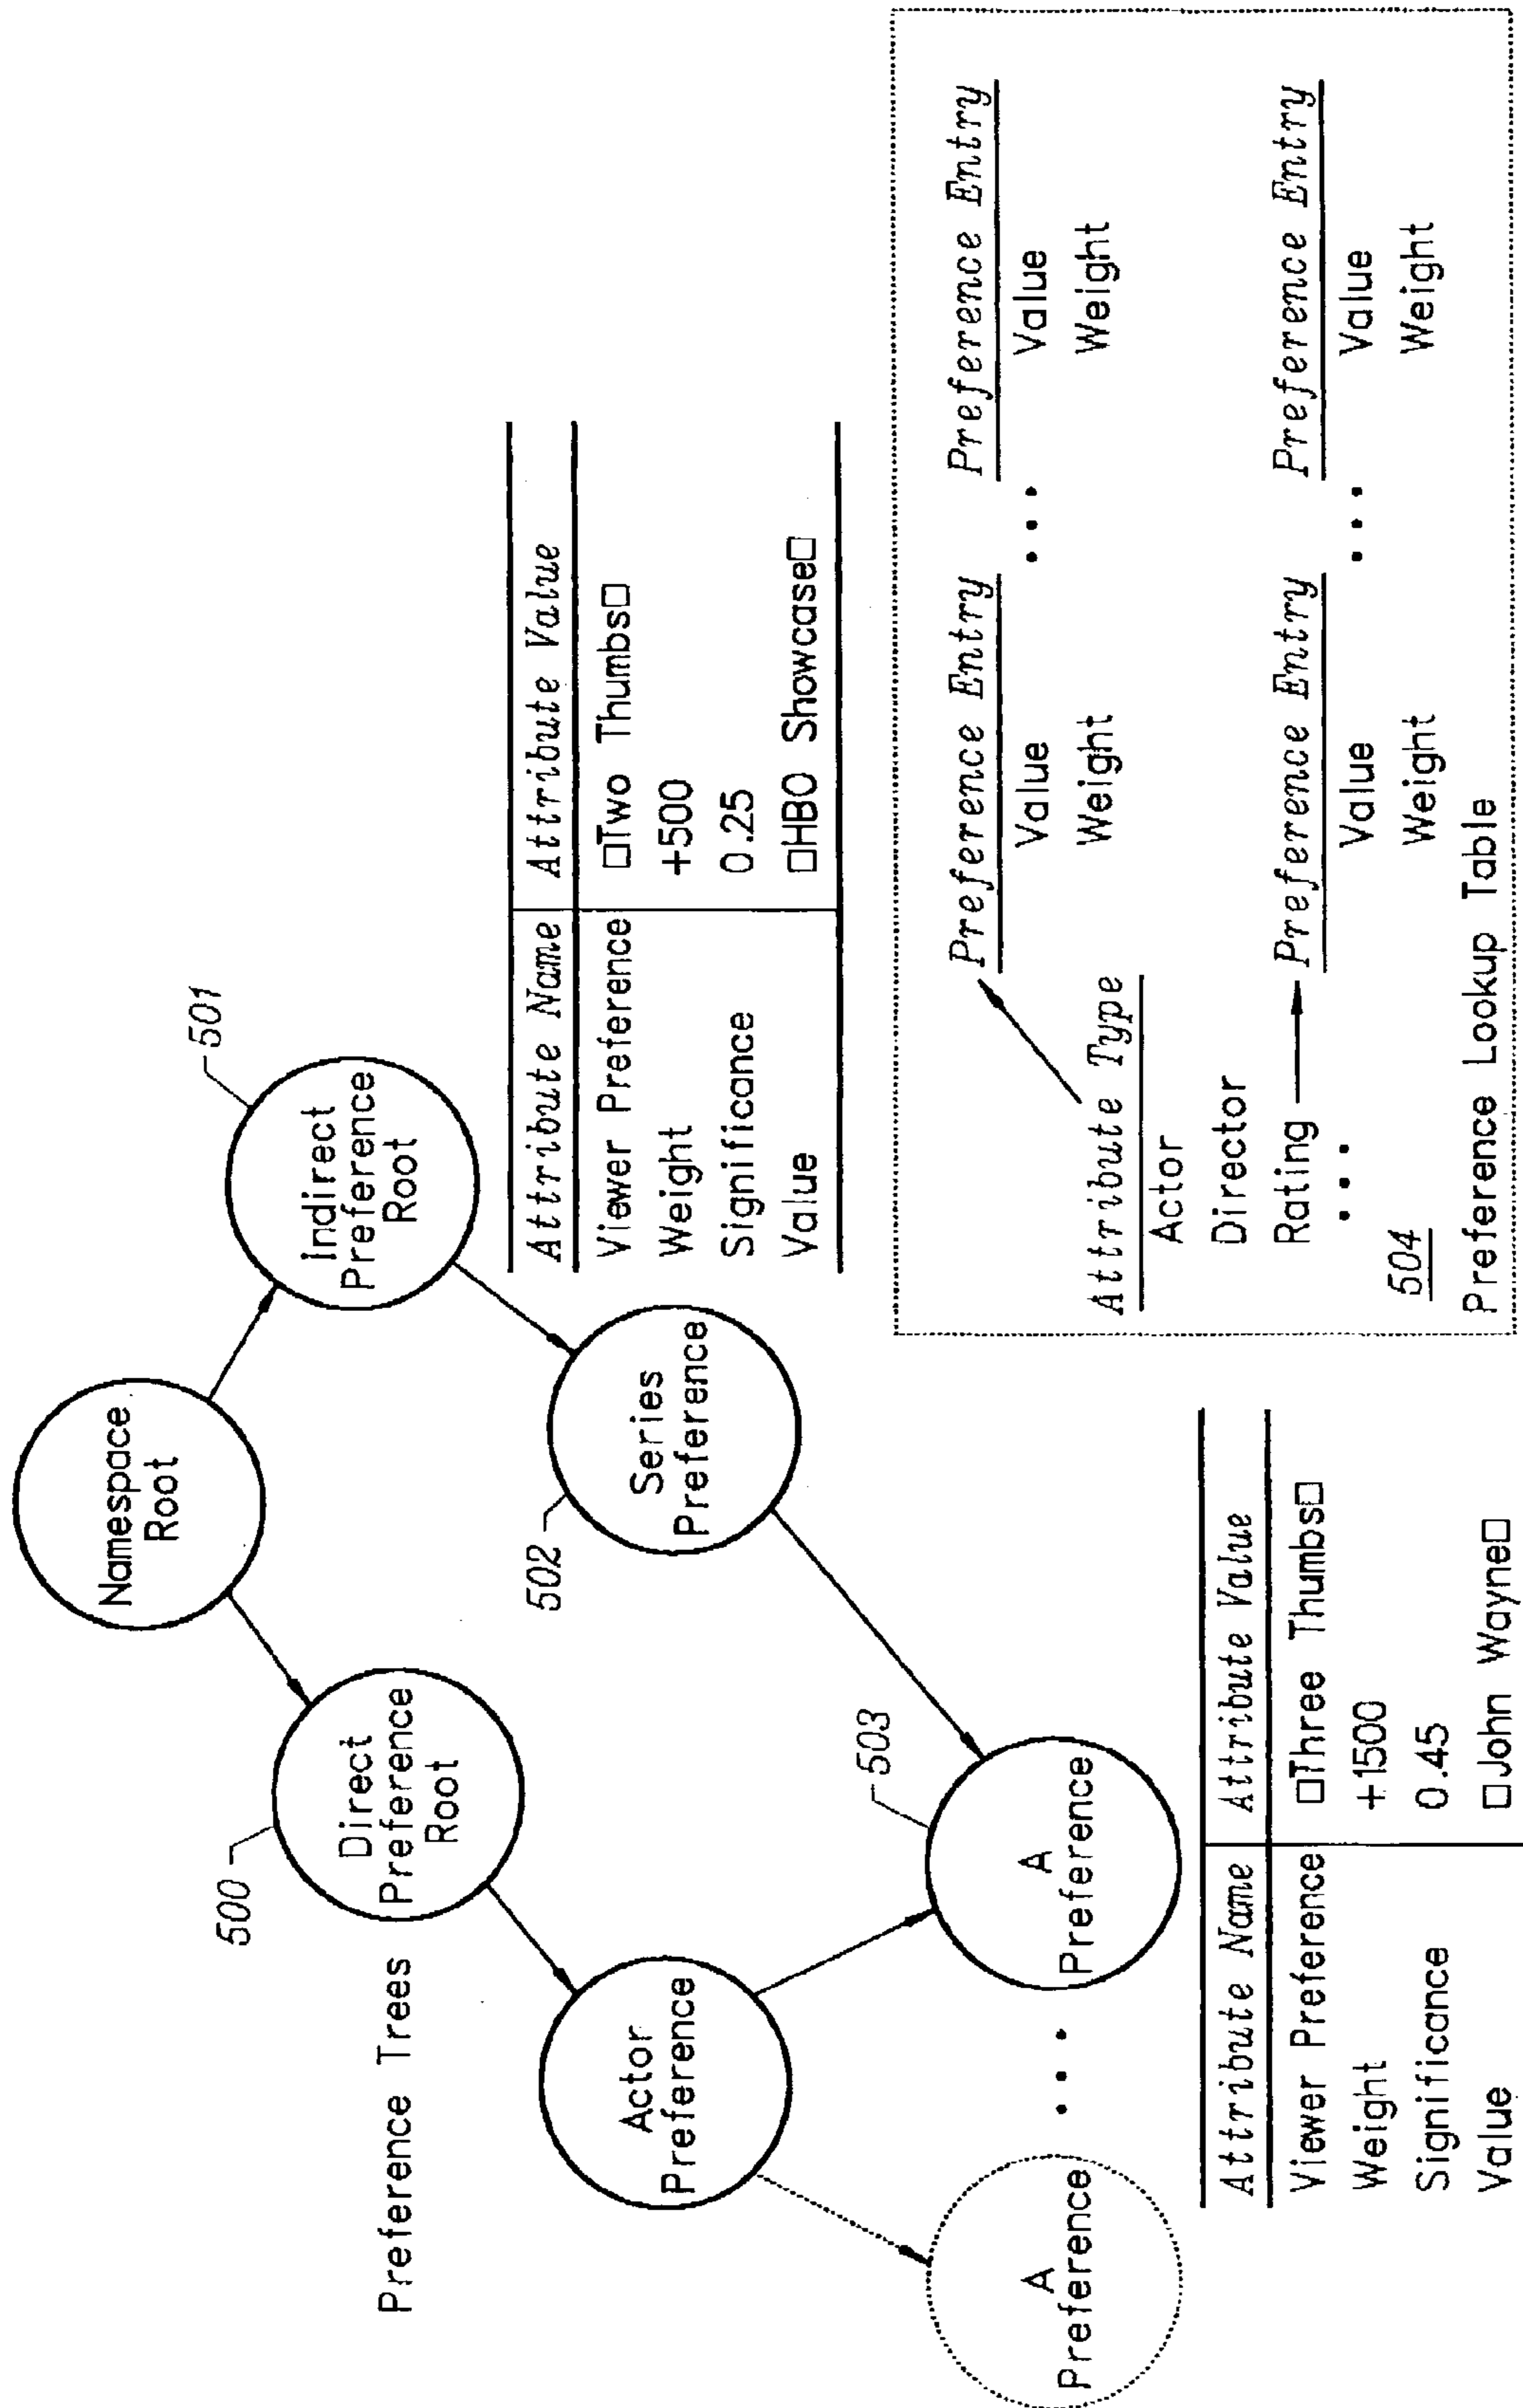 Namespace
Root
501
Indirect
Preference
Root
500
Direct
Preference
Root
Preference Trees
502
Series
Preference
Actor
Preference
503
A
Preference
...
A
Preference
Attribute Name Attribute Value
Viewer Preference □Two Thumbs□
Weight +500
Significance 0.25
Value □HBO Showcase□
Attribute Name Attribute Value
Viewer Preference □Three Thumbs□
Weight +1500
Significance 0.45
Value □John Wayne□
Preference Entry Preference Entry
Value ... Value
Weight Weight
Attribute Type
Actor
Director
Rating Preference Entry Preference Entry
... Value ... Value
504 Weight Weight
Preference Lookup Table